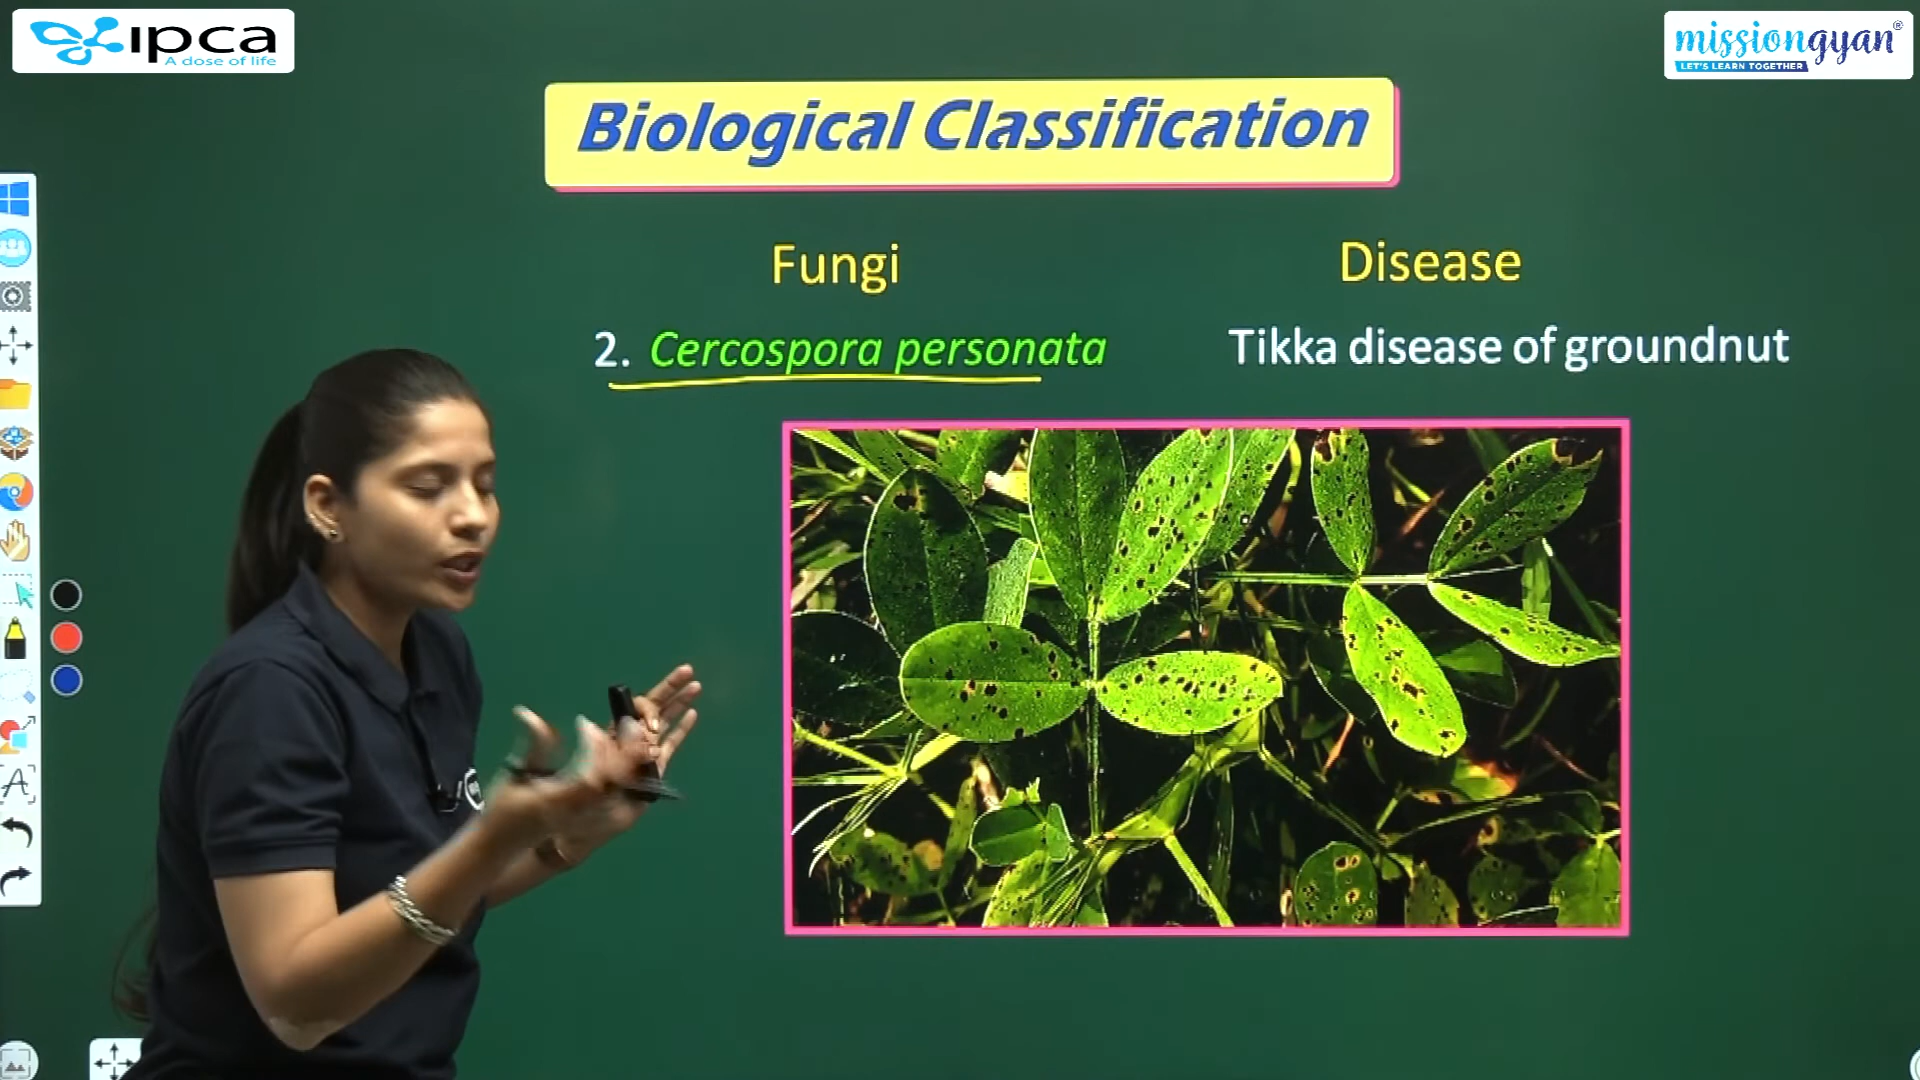 ipca
A dose of life
missiongyan®
LET'S LEARN TOGETHER
Biological Classification
Fungi
Disease
2. Cercospora personata
Tikka disease of groundnut